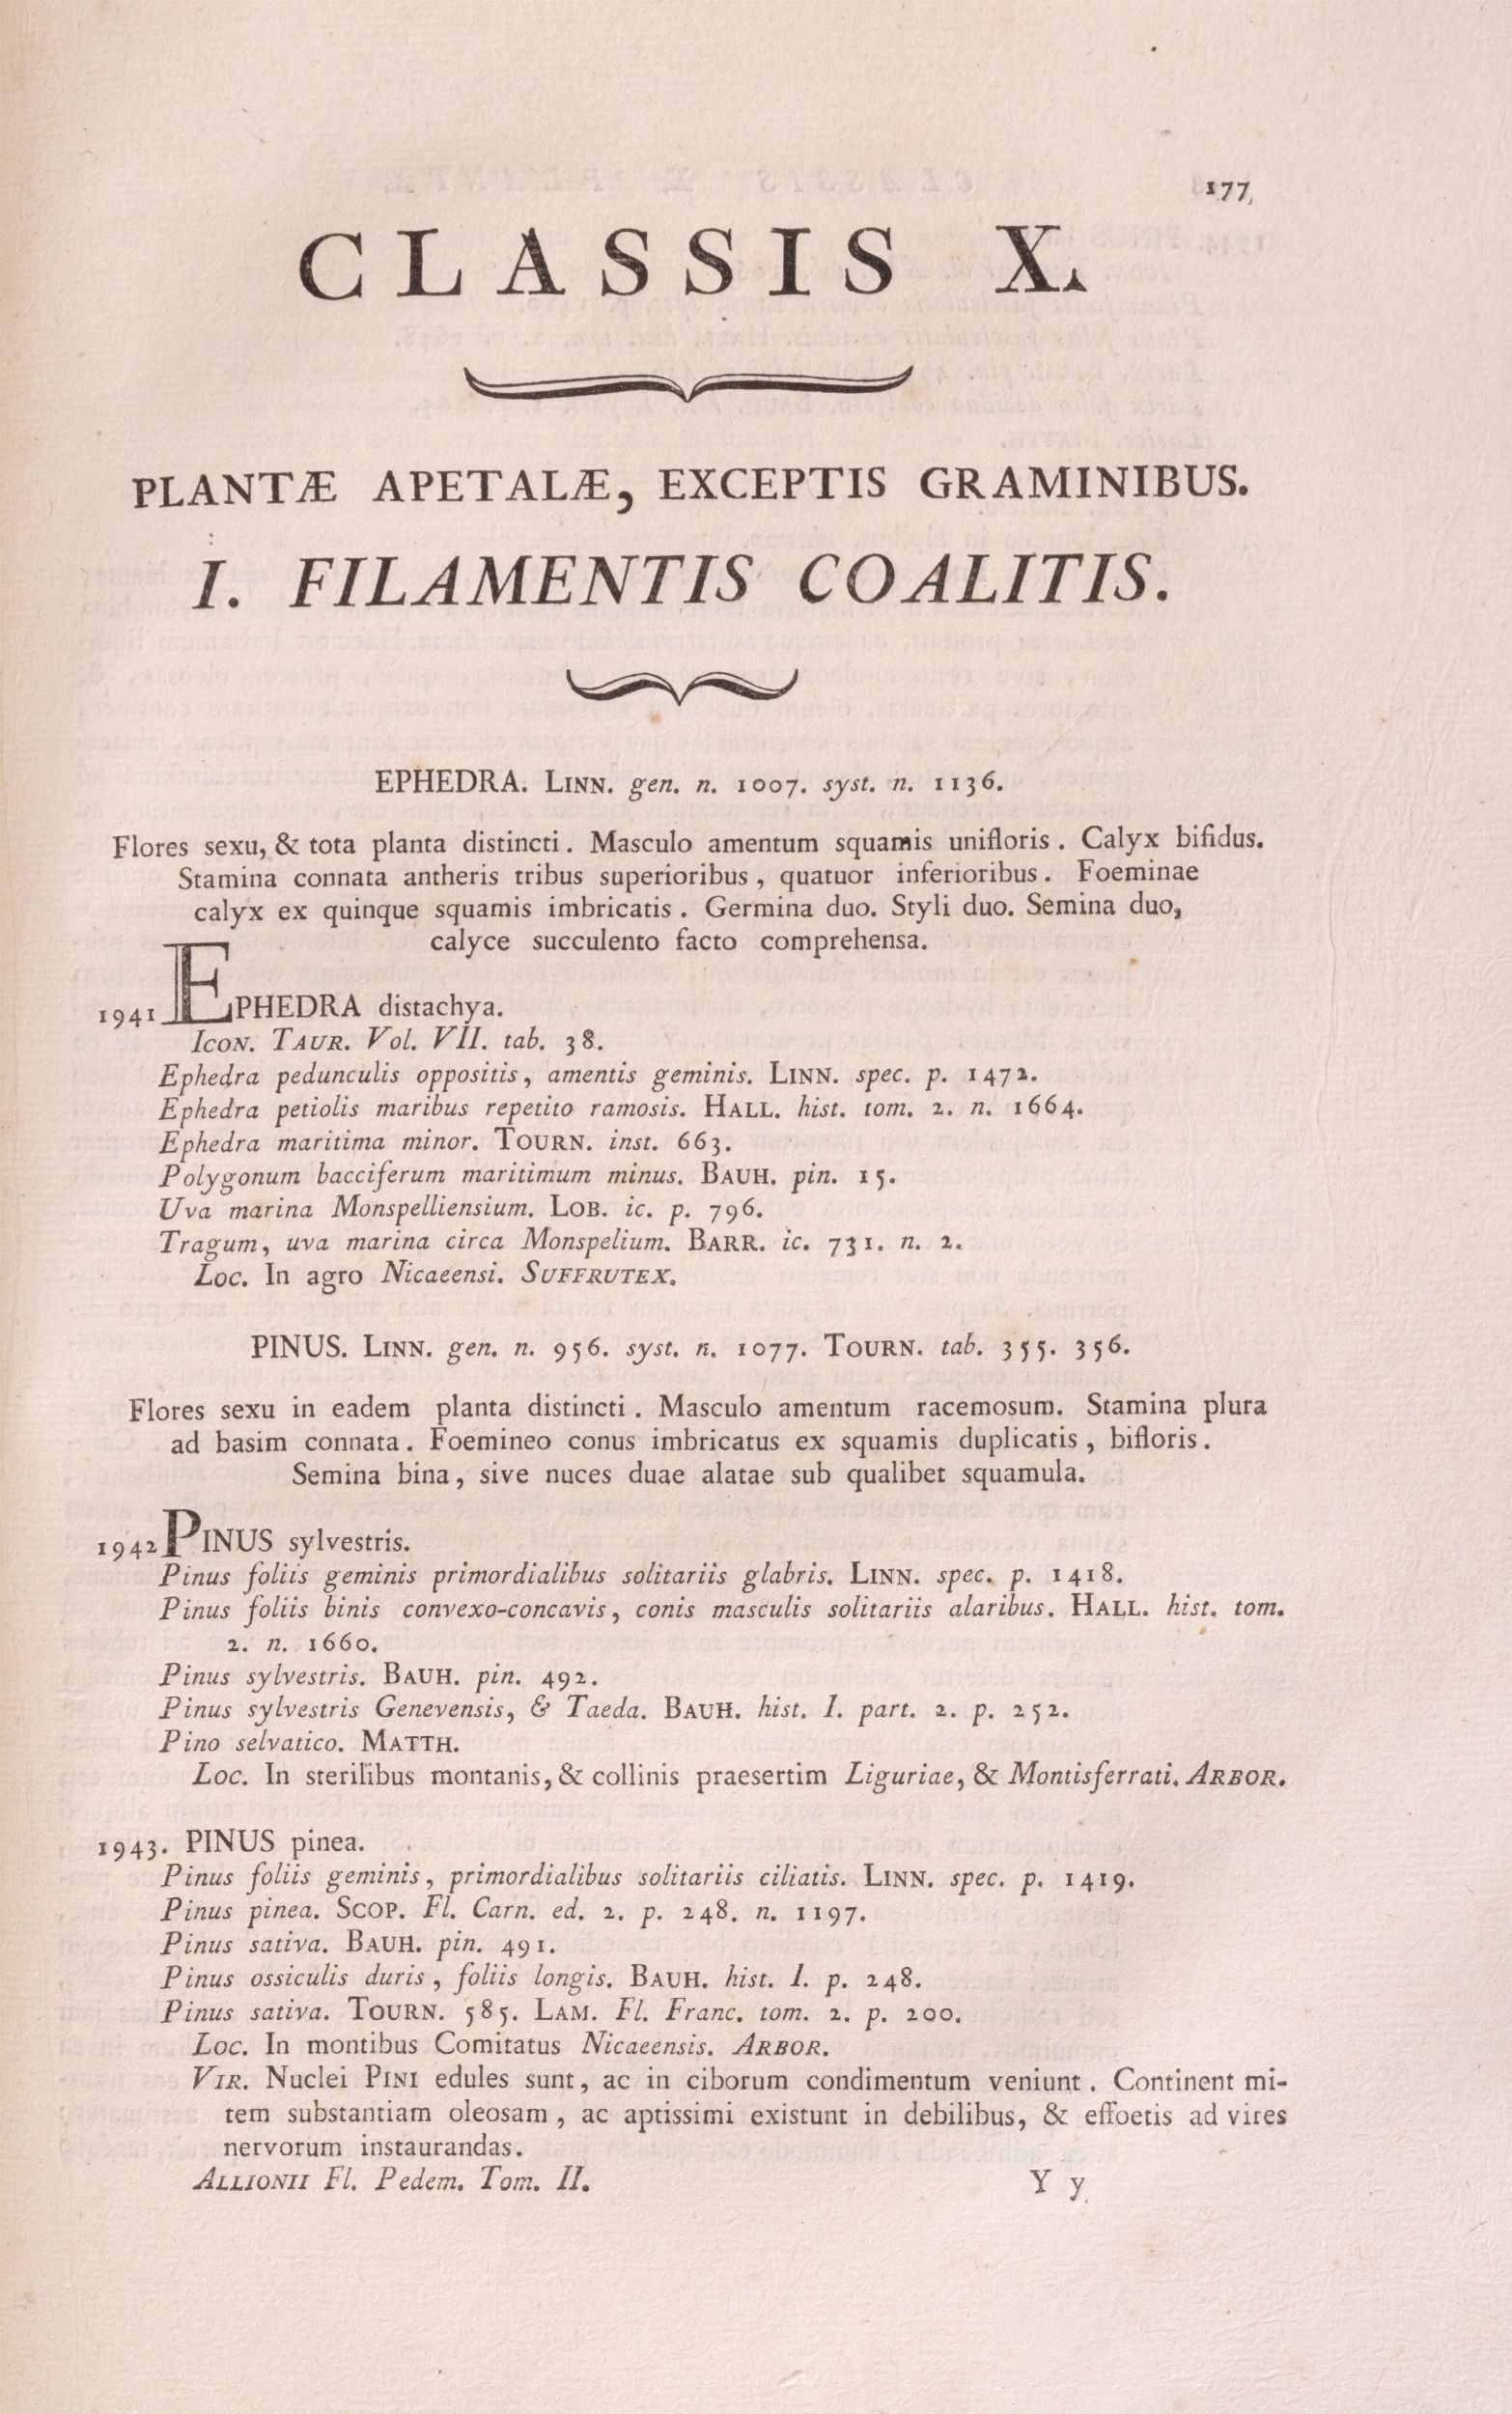 177
CLASSIS X.
PLANTÆ APETALÆ, EXCEPTIS GRAMINIBUS.
I. FILAMENTIS COALITIS.
EPHEDRA. LINN. gen. n. 1007. syst. n. 1136.
Flores sexu, & tota planta distincti. Masculo amentum squamis unifloris. Calyx bifidus.
Stamina connata antheris tribus superioribus, quatuor inferioribus. Foeminae
calyx ex quinque squamis imbricatis. Germina duo. Styli duo. Semina duo,
calyce succulento facto comprehensa.
1941 EPHEDRA distachya.
ICON. TAUR. Vol. VII. tab. 38.
Ephedra pedunculis oppositis, amentis geminis. LINN. spec. p. 1472.
Ephedra petiolis maribus repetito ramosis. HALL. hist. tom. 2. n. 1664.
Ephedra maritima minor. TOURN. inst. 663.
Polygonum bacciferum maritimum minus. BAUH. pin. 15.
Uva marina Monspelliensium. LOB. ic. p. 796.
Tragum, uva marina circa Monspelium. BARR. ic. 731. n. 2.
Loc. In agro Nicaeensi. SUFFRUTEX.
PINUS. LINN. gen. n. 956. syst. n. 1077. TOURN. tab. 355. 356.
Flores sexu in eadem planta distincti. Masculo amentum racemosum. Stamina plura
ad basim connata. Foemineo conus imbricatus ex squamis duplicatis, bifloris.
Semina bina, sive nuces duae alatae sub qualibet squamula.
1942 PINUS sylvestris.
Pinus foliis geminis primordialibus solitariis glabris. LINN. spec. p. 1418.
Pinus foliis binis convexo-concavis, conis masculis solitariis alaribus. HALL. hist. tom.
2. n. 1660.
Pinus sylvestris. BAUH. pin. 492.
Pinus sylvestris Genevensis, & Taeda. BAUH. hist. I. part. 2. p. 252.
Pino selvatico. MATTH.
Loc. In sterilibus montanis, & collinis praesertim Liguriae, & Montisferrati. ARBOR.
1943. PINUS pinea.
Pinus foliis geminis, primordialibus solitariis ciliatis. LINN. spec. p. 1419.
Pinus pinea. SCOP. Fl. Carn. ed. 2. p. 248. n. 1197.
Pinus sativa. BAUH. pin. 491.
Pinus ossiculis duris, foliis longis. BAUH. hist. I. p. 248.
Pinus sativa. TOURN. 585. LAM. Fl. Franc. tom. 2. p. 200.
Loc. In montibus Comitatus Nicaeensis. ARBOR.
VIR. Nuclei PINI edules sunt, ac in ciborum condimentum veniunt. Continent mi-
tem substantiam oleosam, ac aptissimi existunt in debilibus, & effoetis ad vires
nervorum instaurandas.
ALLIONII Fl. Pedem. Tom. II. Y y